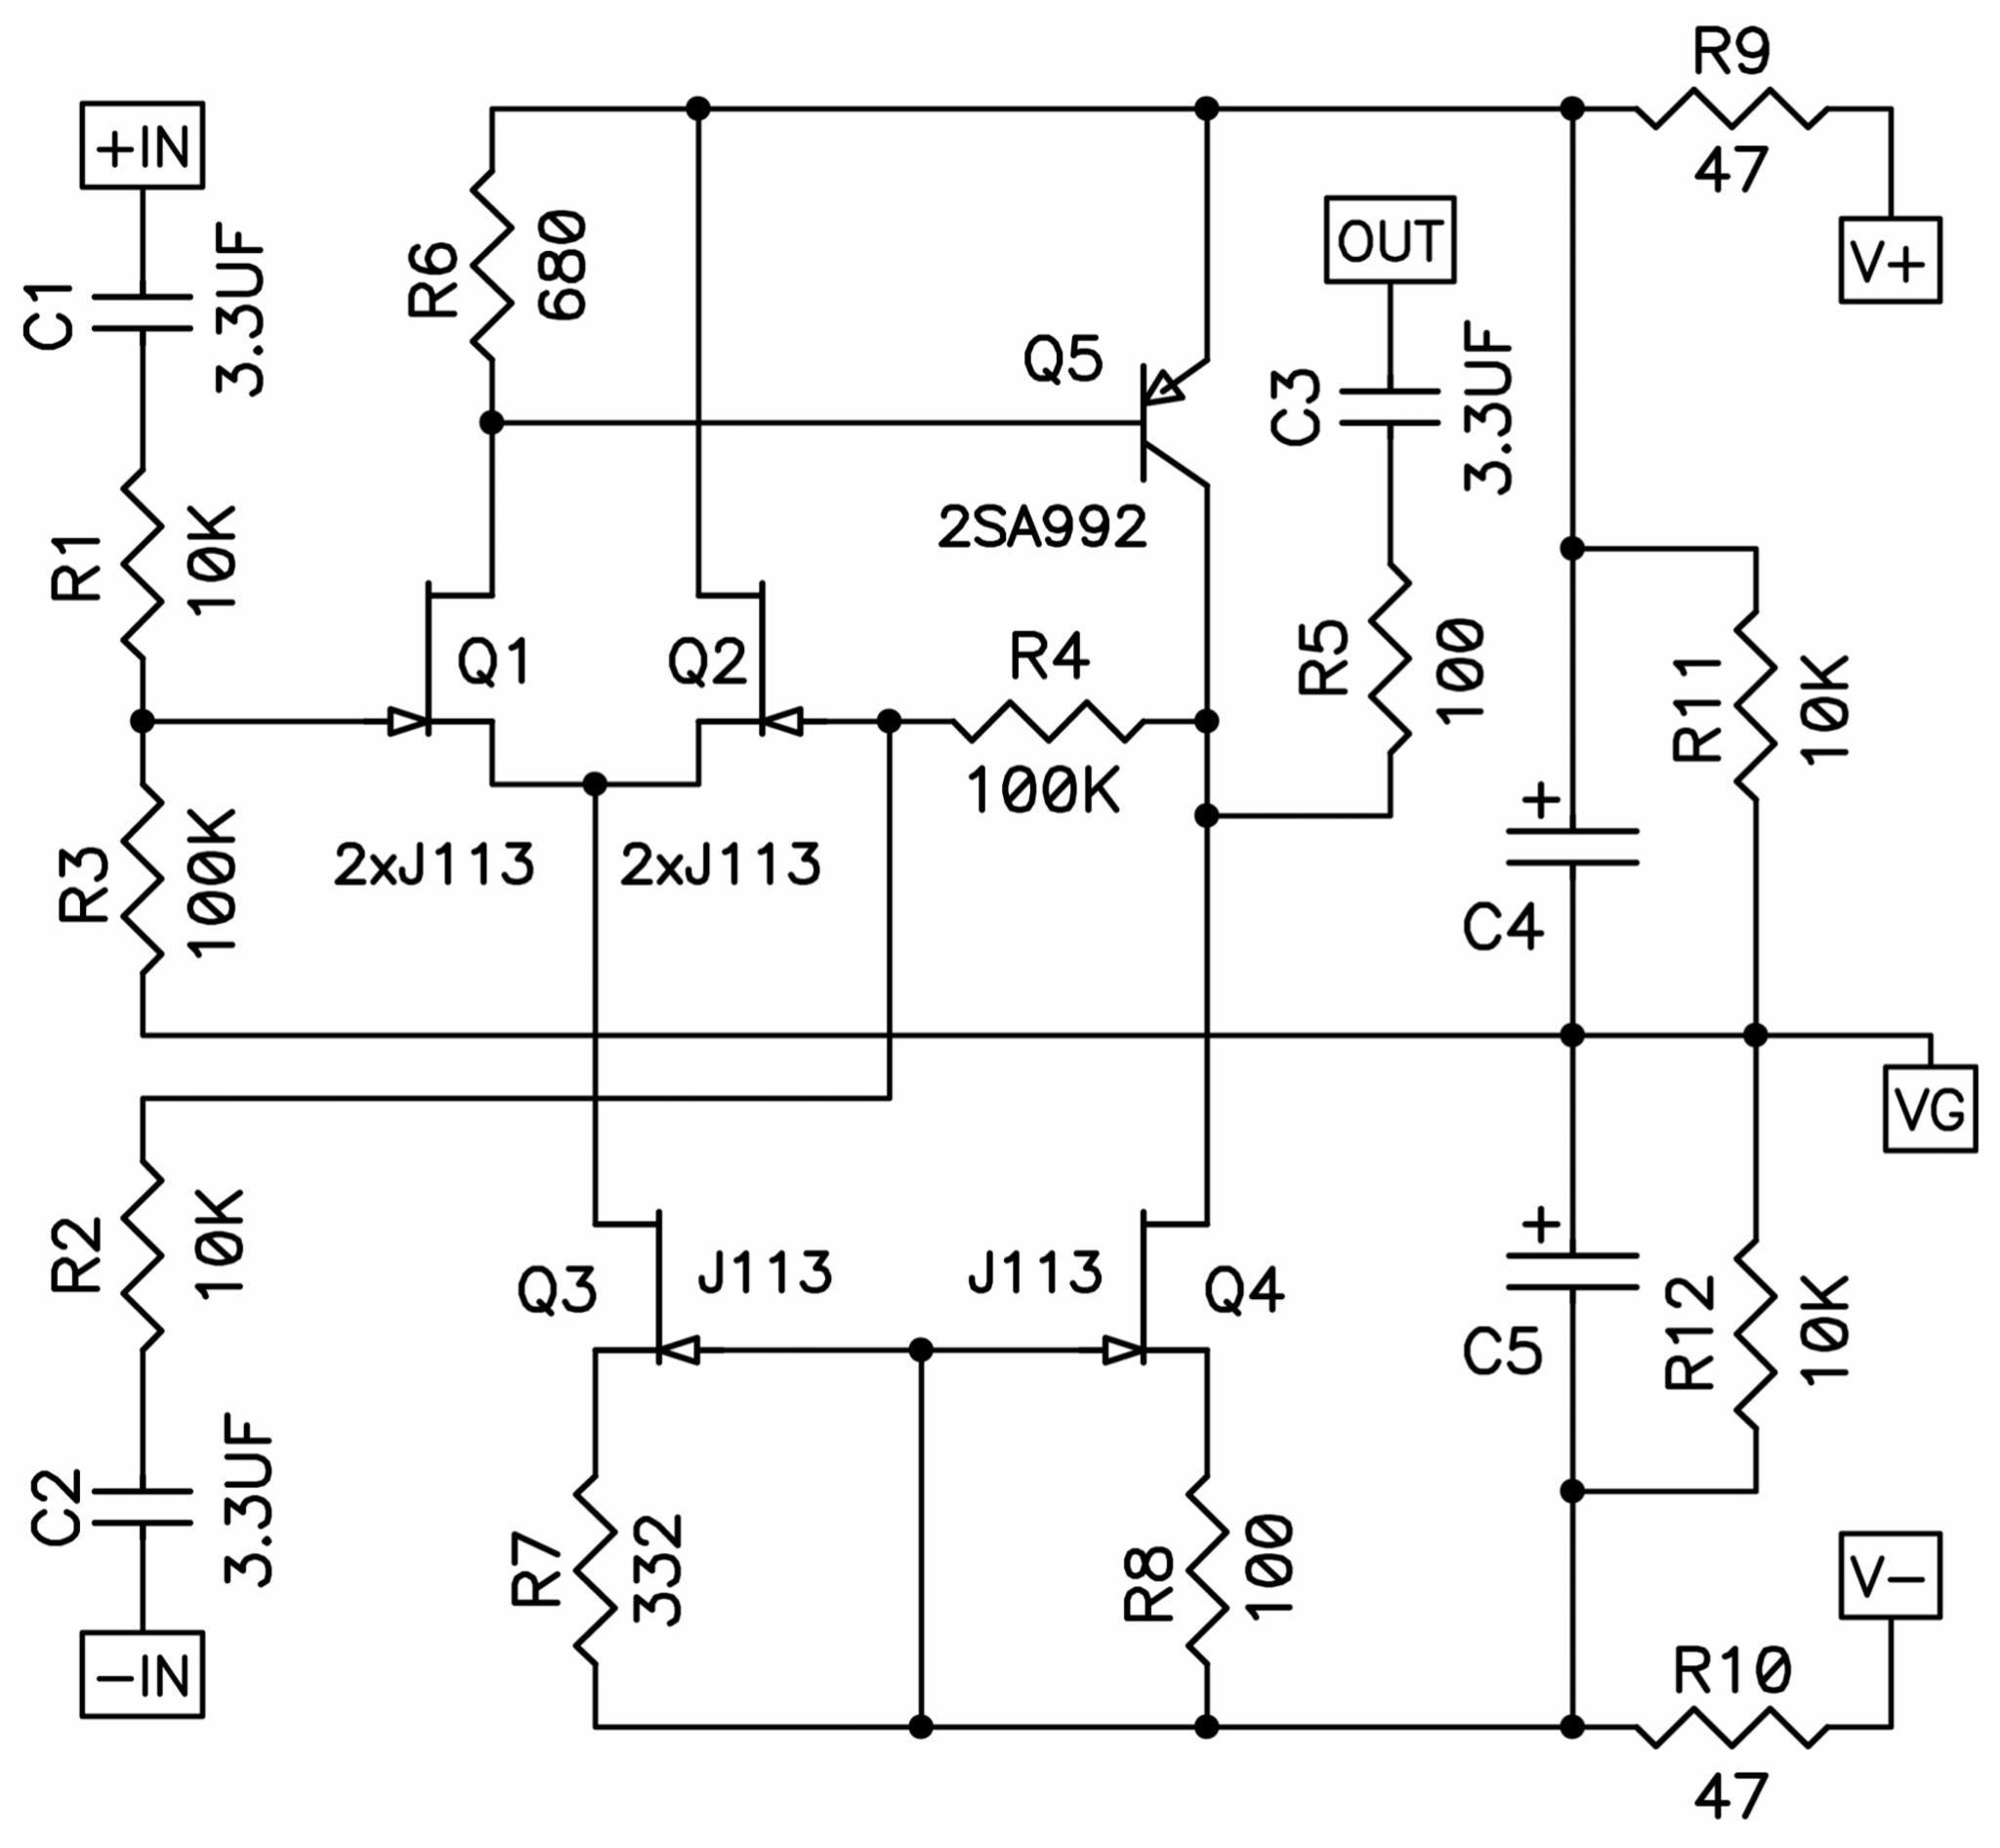 R9
47
+IN
C1
3.3UF
R6
680
OUT
V+
Q5
C3
3.3UF
2SA992
R1
10K
Q1
Q2
R4
100K
R5
100
R11
10K
R3
100K
2xJ113
2xJ113
C4
VG
R2
10K
Q3
J113
J113
Q4
C5
R12
10K
C2
3.3UF
R7
332
R8
100
V-
-IN
R10
47